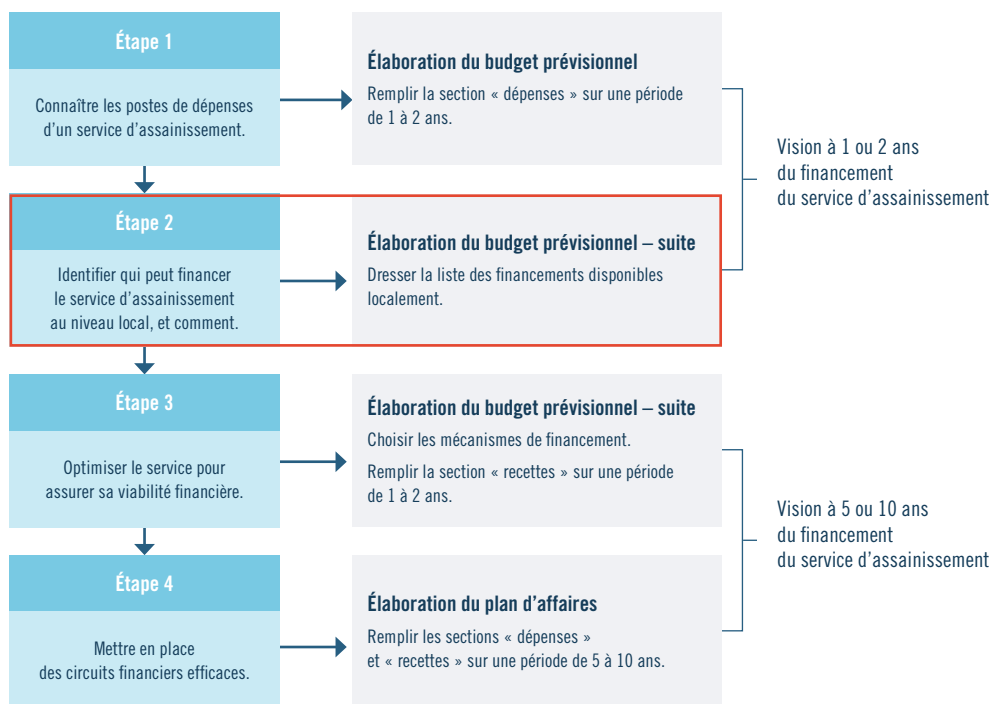 Étape 1
Connaître les postes de dépenses
d’un service d’assainissement.
Élaboration du budget prévisionnel
Remplir la section « dépenses » sur une période
de 1 à 2 ans.
Vision à 1 ou 2 ans
du financement
du service d’assainissement
Étape 2
Identifier qui peut financer
le service d’assainissement
au niveau local, et comment.
Élaboration du budget prévisionnel – suite
Dresser la liste des financements disponibles
localement.
Étape 3
Optimiser le service pour
assurer sa viabilité financière.
Élaboration du budget prévisionnel – suite
Choisir les mécanismes de financement.
Remplir la section « recettes » sur une période
de 1 à 2 ans.
Vision à 5 ou 10 ans
du financement
du service d’assainissement
Étape 4
Mettre en place
des circuits financiers efficaces.
Élaboration du plan d’affaires
Remplir les sections « dépenses »
et « recettes » sur une période de 5 à 10 ans.